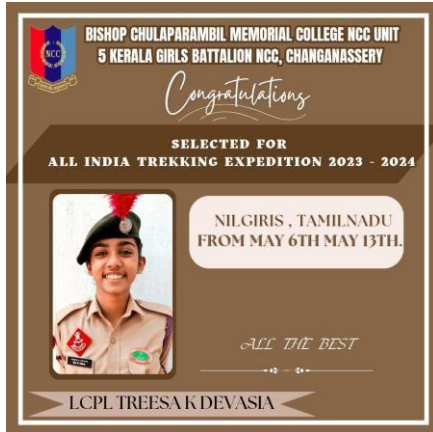 BISHOP CHULAPARAMBIL MEMORIAL COLLEGE NCC UNIT
5 KERALA GIRLS BATTALION NCC, CHANGANASSERY
NCC
Congratulations
SELECTED FOR
ALL INDIA TREKKING EXPEDITION 2023 - 2024
NILGIRIS , TAMILNADU
FROM MAY 6TH MAY 13TH.
ALL THE BEST
LCPL TREESA K DEVASIA